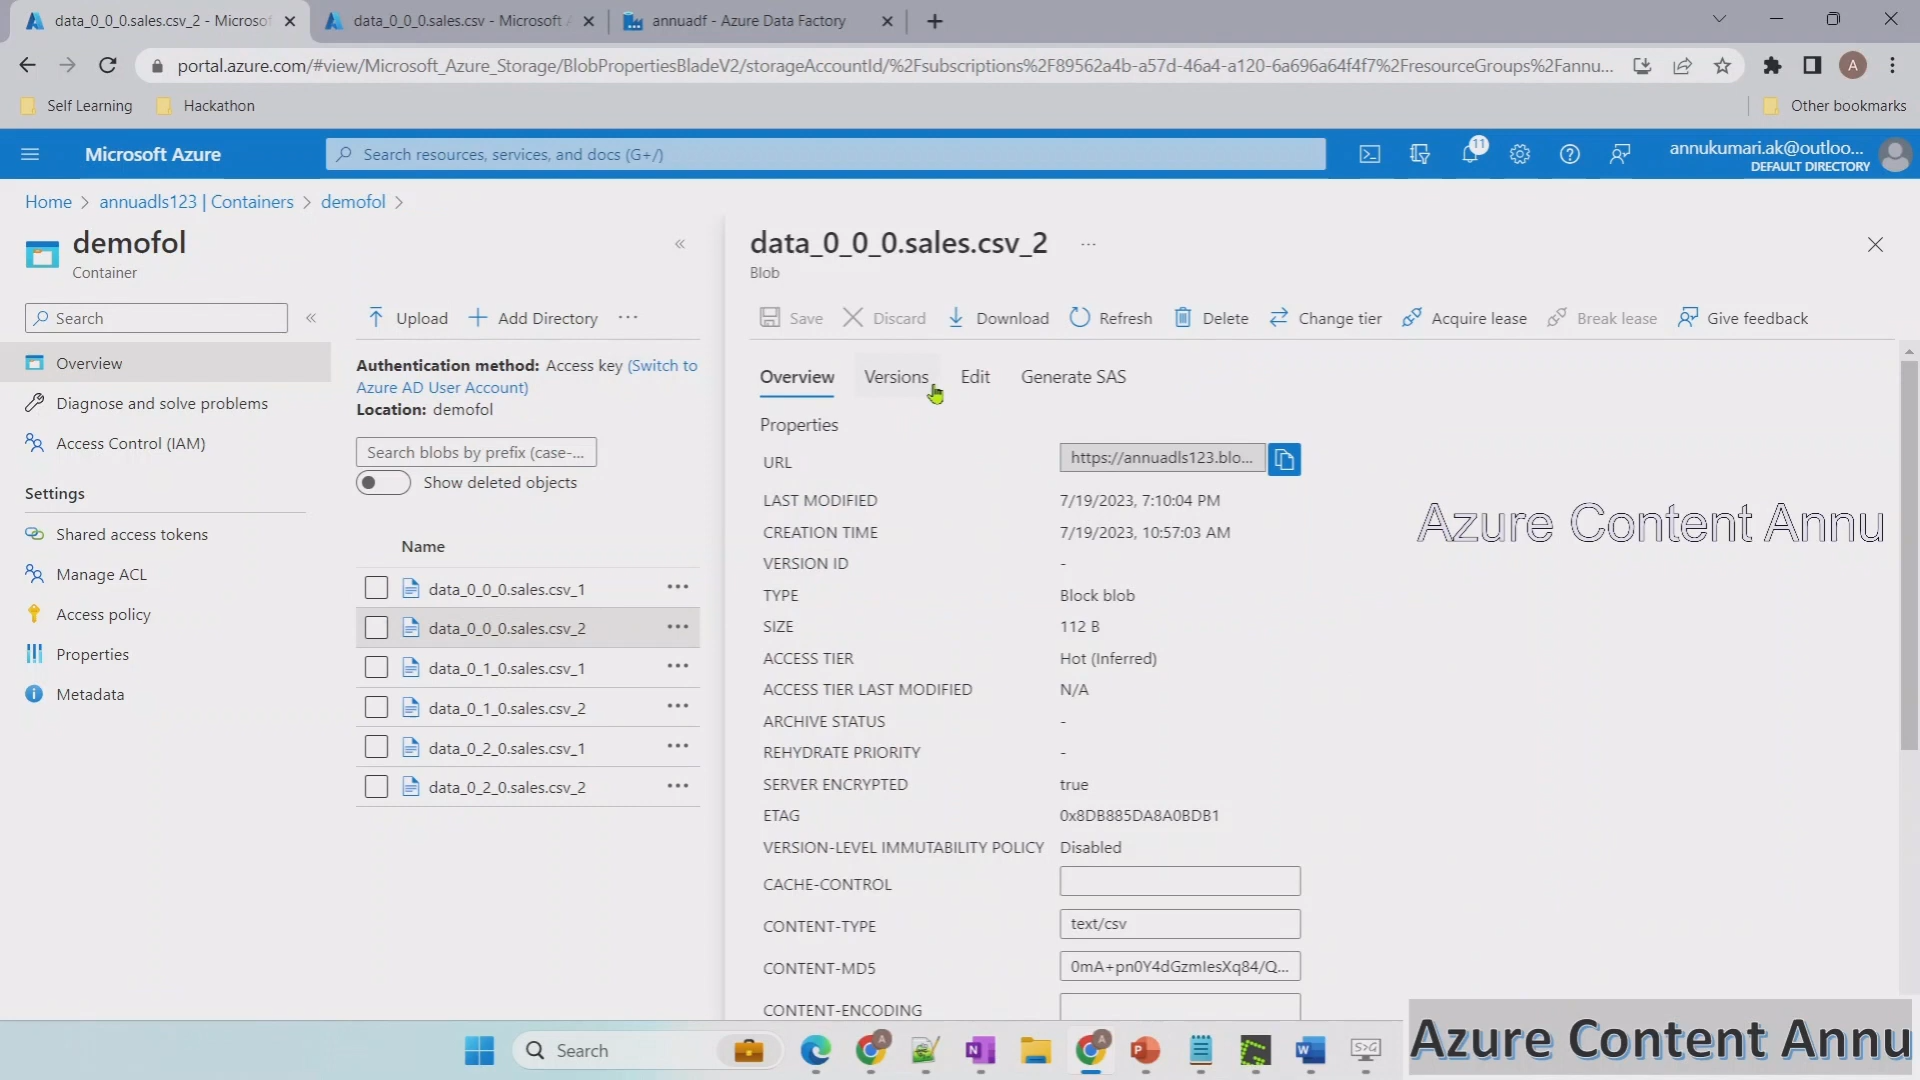 data_0_0_0.sales.csv_2 - Microsof
data_0_0_0.sales.csv - Microsoft A
annuadf - Azure Data Factory
portal.azure.com/#view/Microsoft_Azure_Storage/BlobPropertiesBladeV2/storageAccountId/%2Fsubscriptions%2F89562a4b-a57d-46a4-a120-6a696a64f4f7%2FresourceGroups%2Fannu...
A
Self Learning
Hackathon
Other bookmarks
Microsoft Azure
Search resources, services, and docs (G+/)
11
annukumari.ak@outloo...
DEFAULT DIRECTORY
Home > annuadls123 | Containers > demofol >
demofol
Container
Search
Overview
Diagnose and solve problems
Access Control (IAM)
Settings
Shared access tokens
Manage ACL
Access policy
Properties
Metadata
Upload
Add Directory
Authentication method: Access key (Switch to
Azure AD User Account)
Location: demofol
Search blobs by prefix (case-...
Show deleted objects
Name
data_0_0_0.sales.csv_1
data_0_0_0.sales.csv_2
data_0_1_0.sales.csv_1
data_0_1_0.sales.csv_2
data_0_2_0.sales.csv_1
data_0_2_0.sales.csv_2
data_0_0_0.sales.csv_2 ...
Blob
Save
Discard
Download
Refresh
Delete
Change tier
Acquire lease
Break lease
Give feedback
Overview
Versions
Edit
Generate SAS
Properties
URL https://annuadls123.blo...
LAST MODIFIED 7/19/2023, 7:10:04 PM
CREATION TIME 7/19/2023, 10:57:03 AM
VERSION ID -
TYPE Block blob
SIZE 112 B
ACCESS TIER Hot (Inferred)
ACCESS TIER LAST MODIFIED N/A
ARCHIVE STATUS -
REHYDRATE PRIORITY -
SERVER ENCRYPTED true
ETAG 0x8DB885DA8A0BDB1
VERSION-LEVEL IMMUTABILITY POLICY Disabled
CACHE-CONTROL
CONTENT-TYPE text/csv
CONTENT-MD5 0mA+pn0Y4dGzmIesXq84/Q...
CONTENT-ENCODING
Azure Content Annu
Search
Azure Content Annu